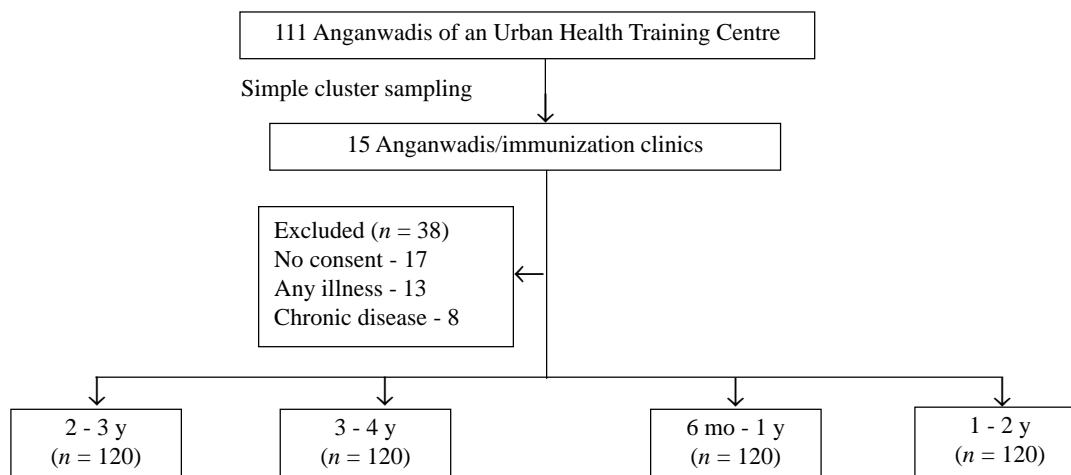 111 Anganwadis of an Urban Health Training Centre
Simple cluster sampling
15 Anganwadis/immunization clinics
Excluded (n = 38)
No consent - 17
Any illness - 13
Chronic disease - 8
2 - 3 y
(n = 120)
3 - 4 y
(n = 120)
6 mo - 1 y
(n = 120)
1 - 2 y
(n = 120)